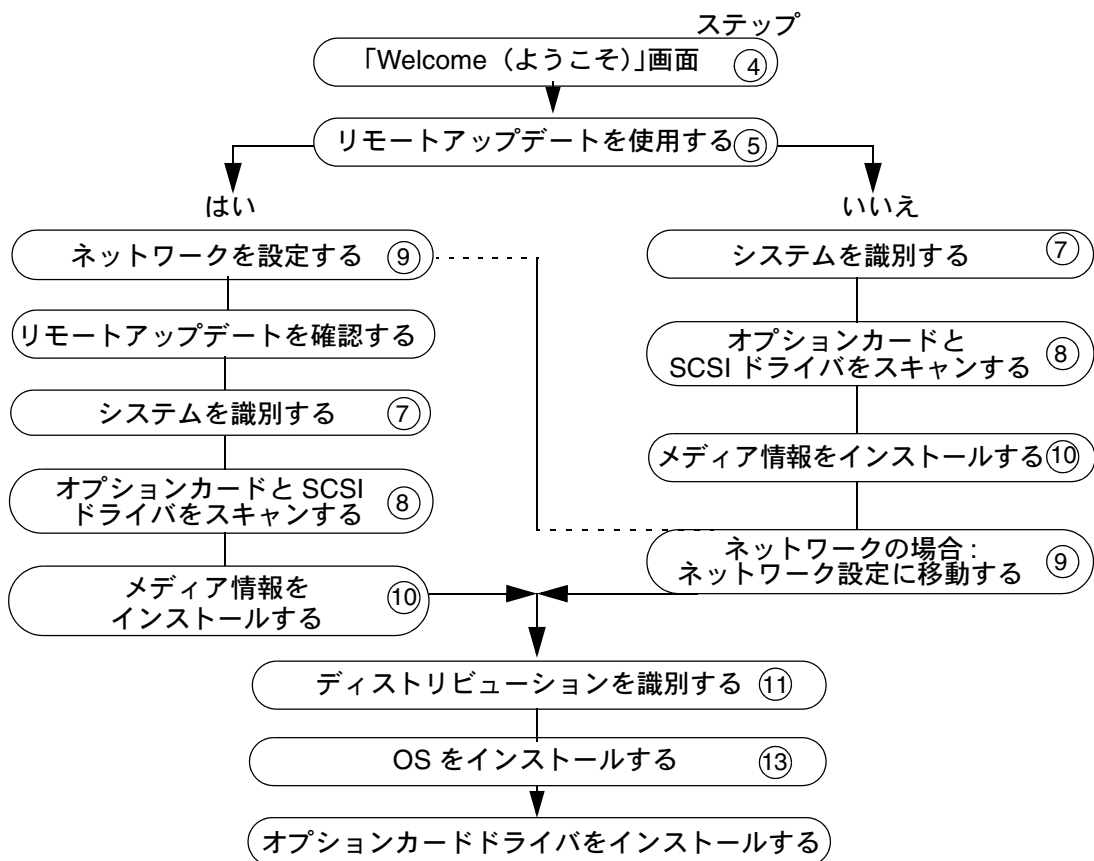 ステップ
「Welcome（ようこそ）」画面 ④
リモートアップデートを使用する ⑤
はい
いいえ
ネットワークを設定する ⑨
リモートアップデートを確認する
システムを識別する ⑦
オプションカードと SCSI
ドライバをスキャンする ⑧
メディア情報を
インストールする ⑩
システムを識別する ⑦
オプションカードと
SCSI ドライバをスキャンする ⑧
メディア情報をインストールする ⑩
ネットワークの場合 :
ネットワーク設定に移動する ⑨
ディストリビューションを識別する ⑪
OS をインストールする ⑬
オプションカードドライバをインストールする